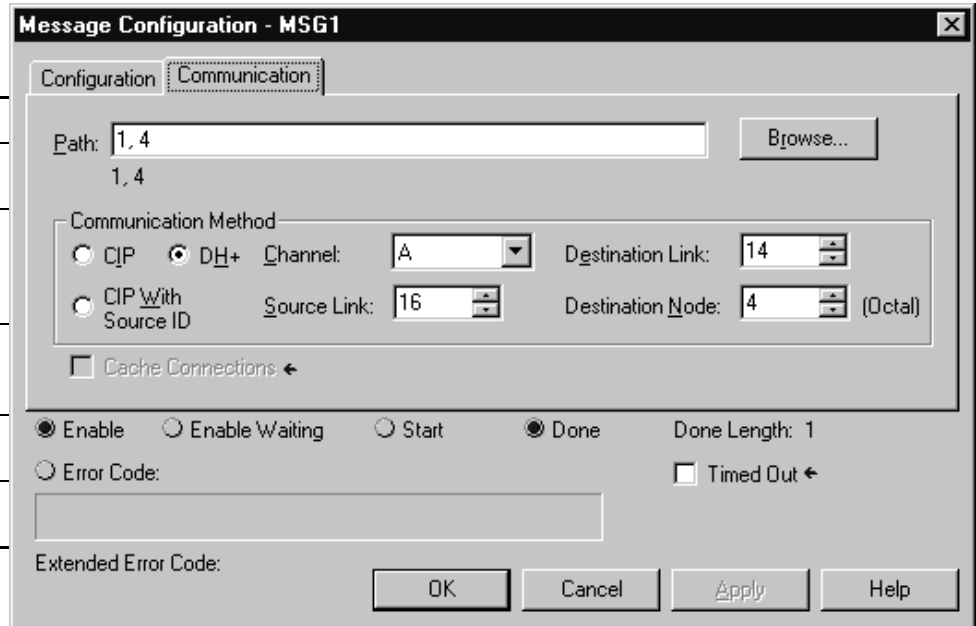 Message Configuration - MSG1
Configuration Communication
Path: 1, 4 Browse...
1, 4
Communication Method
CIP DH+ Channel: A Destination Link: 14
CIP With
Source ID
Source Link: 16 Destination Node: 4 (Octal)
Cache Connections ←
Enable Enable Waiting Start Done Done Length: 1
Error Code: Timed Out ←
Extended Error Code:
OK Cancel Apply Help